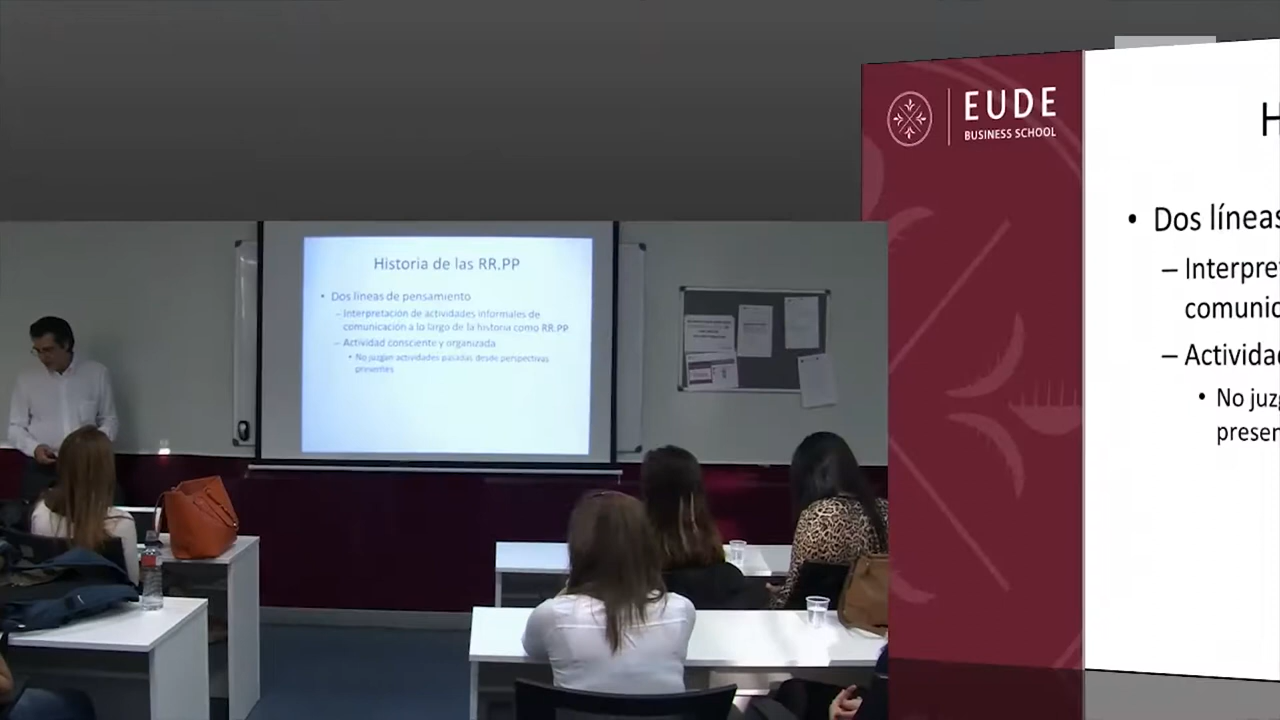 Historia de las RR.PP
• Dos líneas de pensamiento
– Interpretación de actividades informales de
comunicación a lo largo de la historia como RR.PP
– Actividad consciente y organizada
• No juzgan actividades pasadas desde perspectivas
presentes
EUDE
BUSINESS SCHOOL
H
• Dos líneas
– Interpre
comunic
– Activida
• No juzg
presen